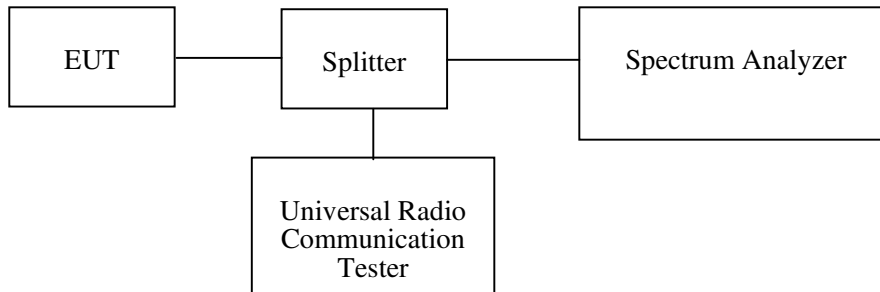 EUT
Splitter
Spectrum Analyzer
Universal Radio
Communication
Tester